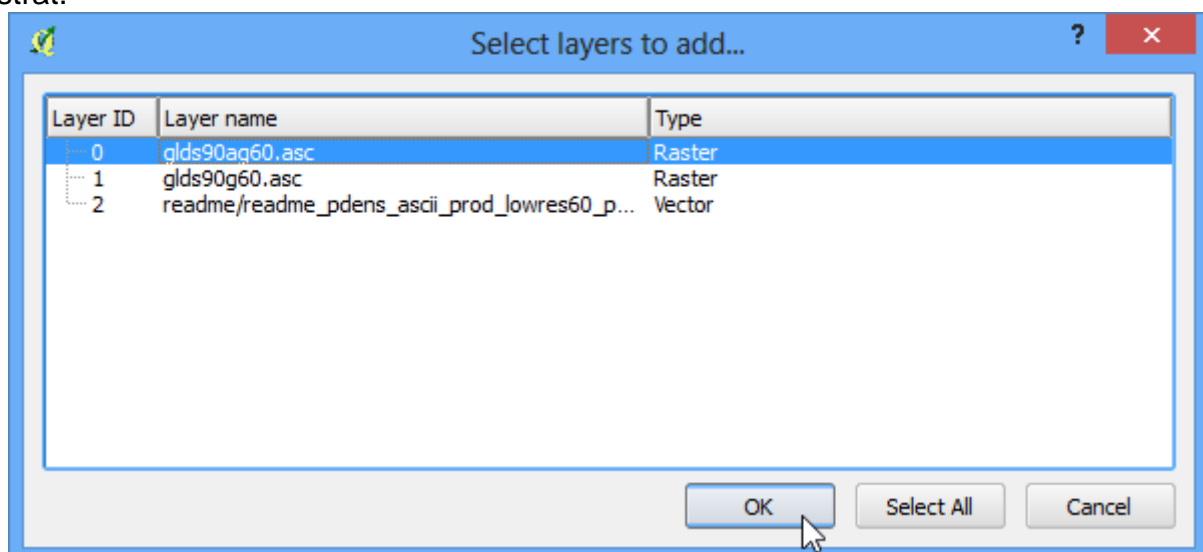 strat.
Select layers to add...
?
×
Layer ID Layer name Type
0 glds90ag60.asc Raster
1 glds90g60.asc Raster
2 readme/readme_pdens_ascii_prod_lowres60_p... Vector
OK Select All Cancel